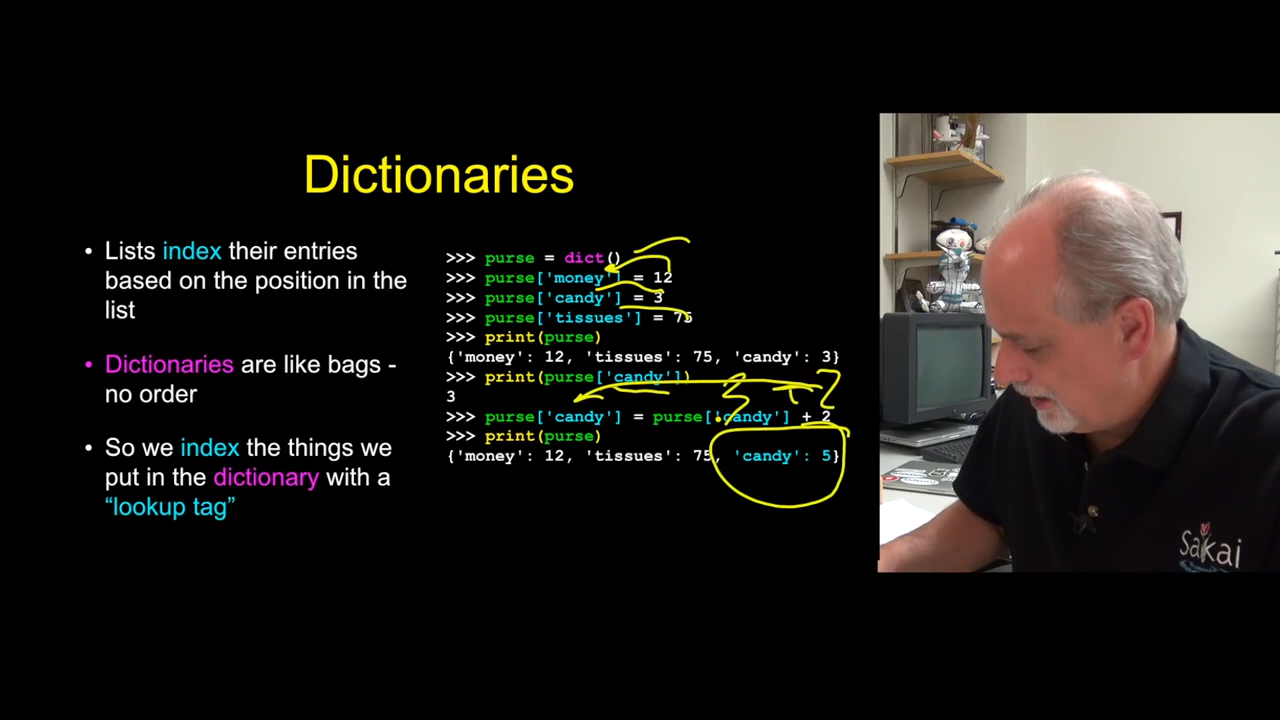 Dictionaries
• Lists index their entries
based on the position in the
list
• Dictionaries are like bags -
no order
• So we index the things we
put in the dictionary with a
“lookup tag”
>>> purse = dict()
>>> purse['money'] = 12
>>> purse['candy'] = 3
>>> purse['tissues'] = 75
>>> print(purse)
{'money': 12, 'tissues': 75, 'candy': 3}
>>> print(purse['candy'])
3
>>> purse['candy'] = purse['candy'] + 2
>>> print(purse)
{'money': 12, 'tissues': 75, 'candy': 5}
3 + 2
Sakai